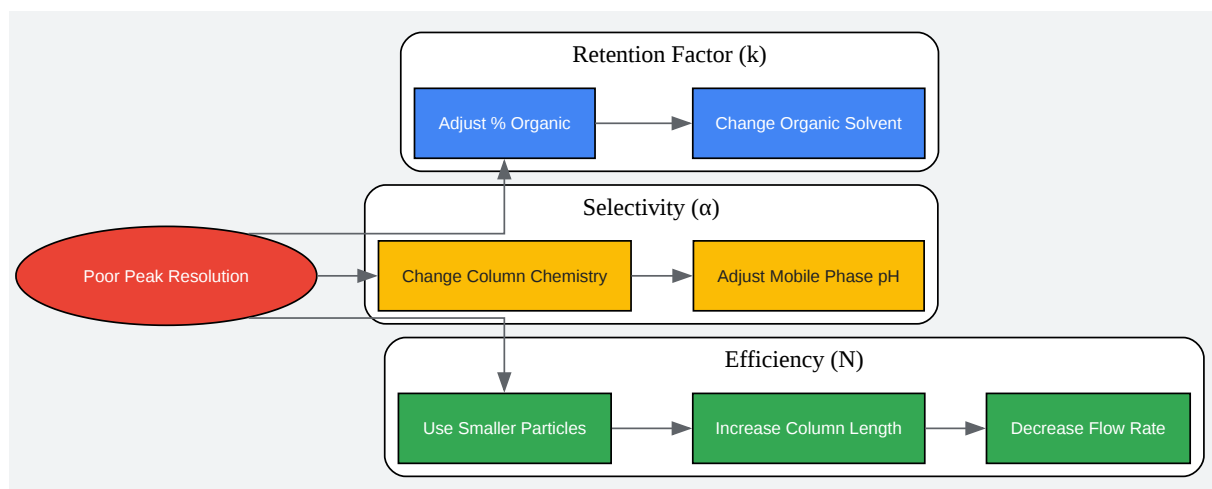 Retention Factor (k)
Adjust % Organic
Change Organic Solvent
Selectivity (α)
Poor Peak Resolution
Change Column Chemistry
Adjust Mobile Phase pH
Efficiency (N)
Use Smaller Particles
Increase Column Length
Decrease Flow Rate